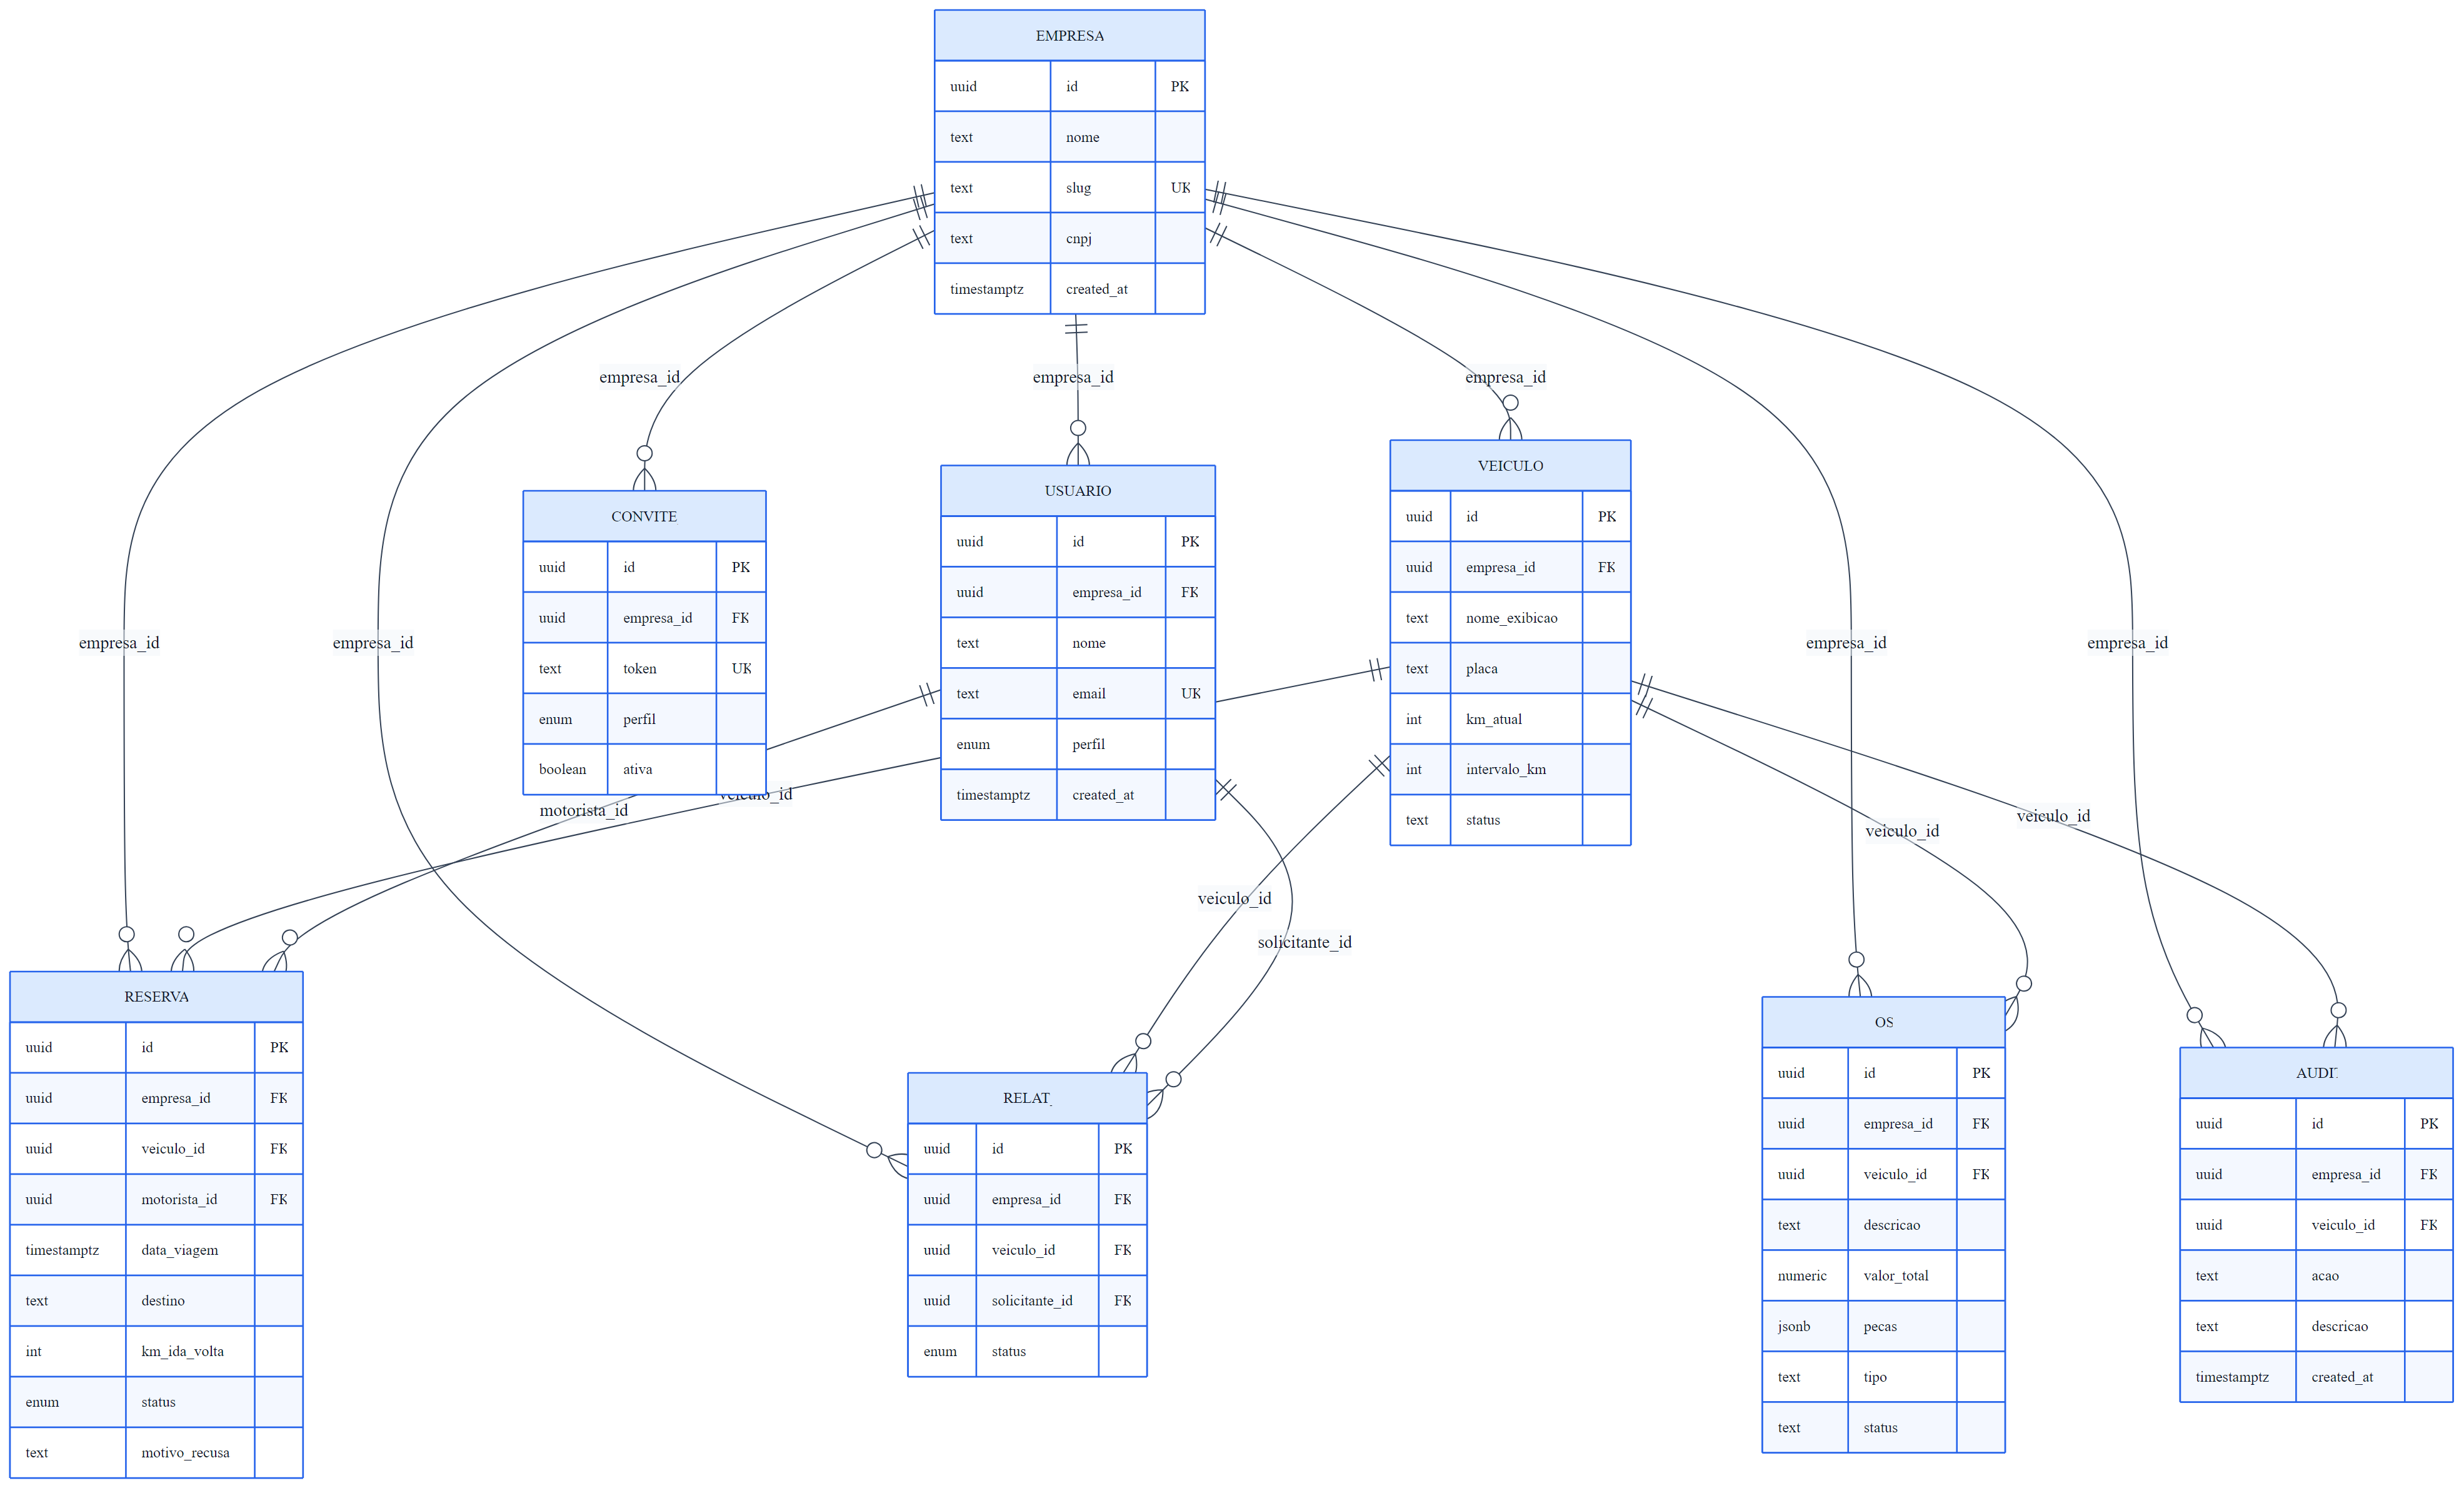 EMPRESA
uuid id PK
text nome
text slug UK
text cnpj
timestamptz created_at
empresa_id
empresa_id
empresa_id
empresa_id
empresa_id
empresa_id
empresa_id
CONVITE
uuid id PK
uuid empresa_id FK
text token UK
enum perfil
boolean ativa
USUARIO
uuid id PK
uuid empresa_id FK
text nome
text email UK
enum perfil
timestamptz created_at
VEICULO
uuid id PK
uuid empresa_id FK
text nome_exibicao
text placa
int km_atual
int intervalo_km
text status
motorista_id
veiculo_id
veiculo_id
solicitante_id
veiculo_id
veiculo_id
RESERVA
uuid id PK
uuid empresa_id FK
uuid veiculo_id FK
uuid motorista_id FK
timestamptz data_viagem
text destino
int km_ida_volta
enum status
text motivo_recusa
RELAT_
uuid id PK
uuid empresa_id FK
uuid veiculo_id FK
uuid solicitante_id FK
enum status
OS
uuid id PK
uuid empresa_id FK
uuid veiculo_id FK
text descricao
numeric valor_total
jsonb pecas
text tipo
text status
uuid id PK
uuid empresa_id FK
uuid veiculo_id FK
text acao
text descricao
timestamptz created_at